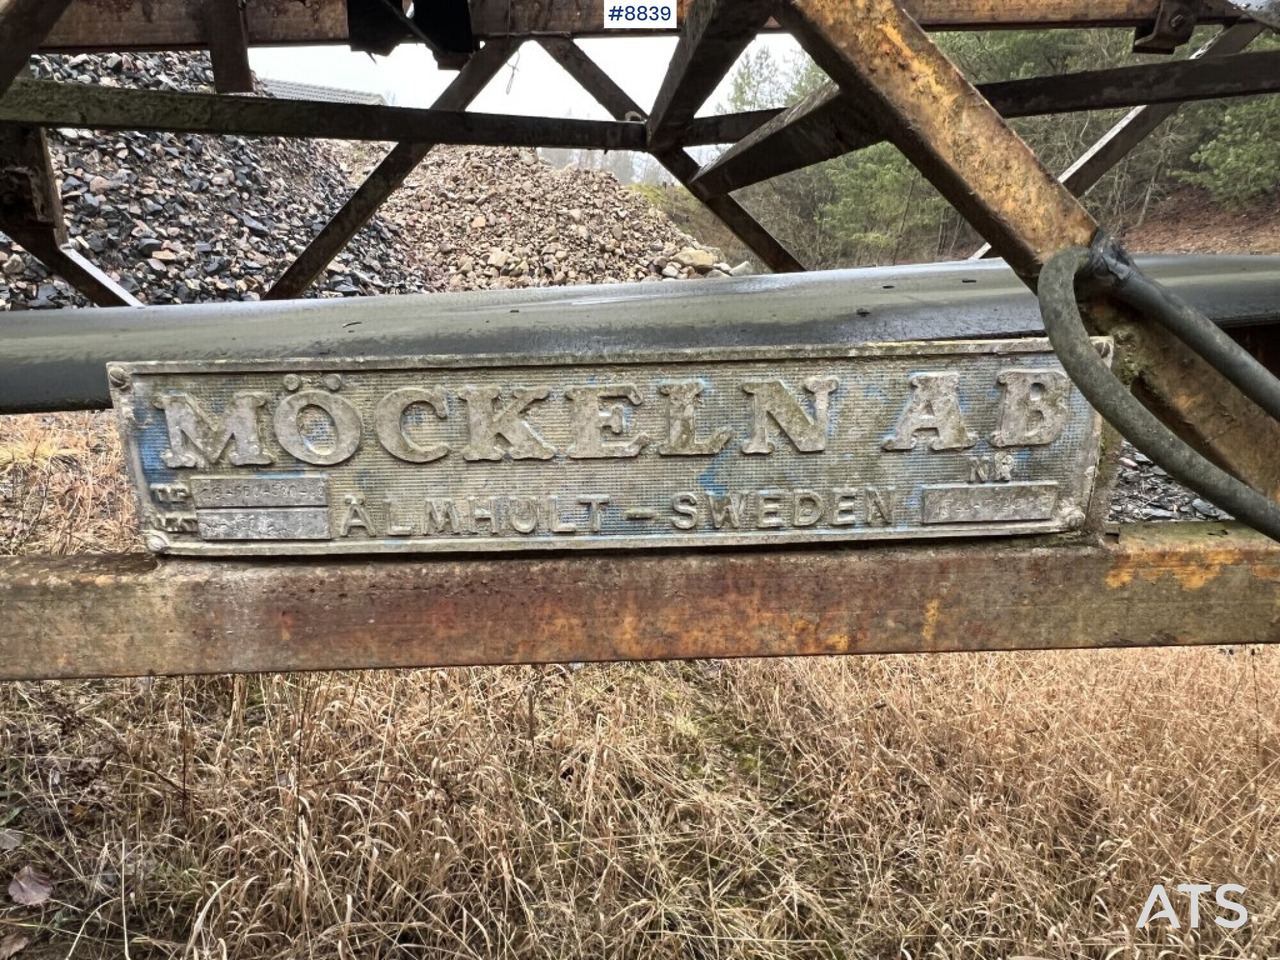 #8839
MÖCKELN AB
NR
ÄLMHULT – SWEDEN
ATS